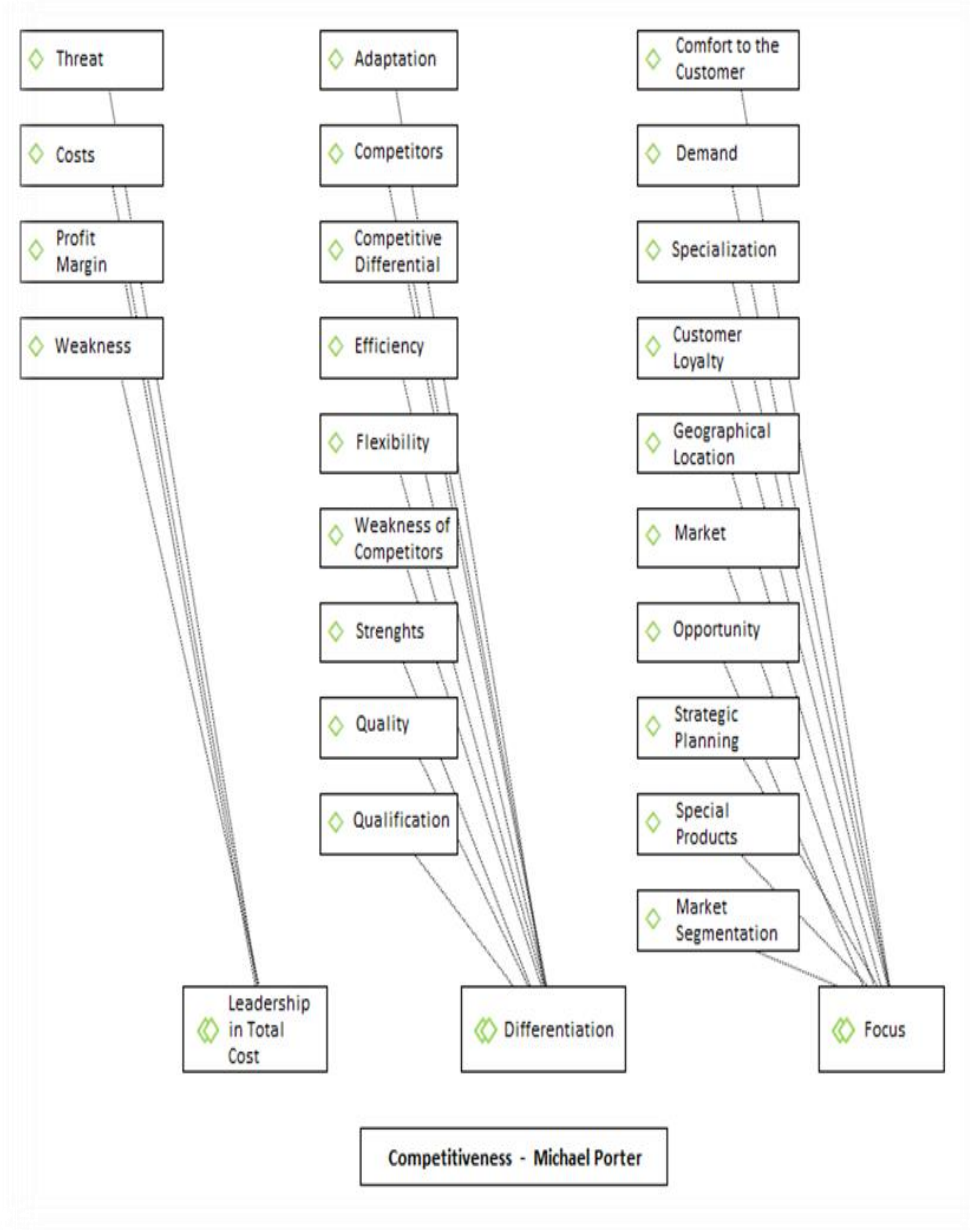 Threat
Costs
Profit
Margin
Weakness
Adaptation
Competitors
Competitive
Differential
Efficiency
Flexibility
Weakness of
Competitors
Strenghts
Quality
Qualification
Comfort to the
Customer
Demand
Specialization
Customer
Loyalty
Geographical
Location
Market
Opportunity
Strategic
Planning
Special
Products
Market
Segmentation
Leadership
in Total
Cost
Differentiation
Focus
Competitiveness - Michael Porter